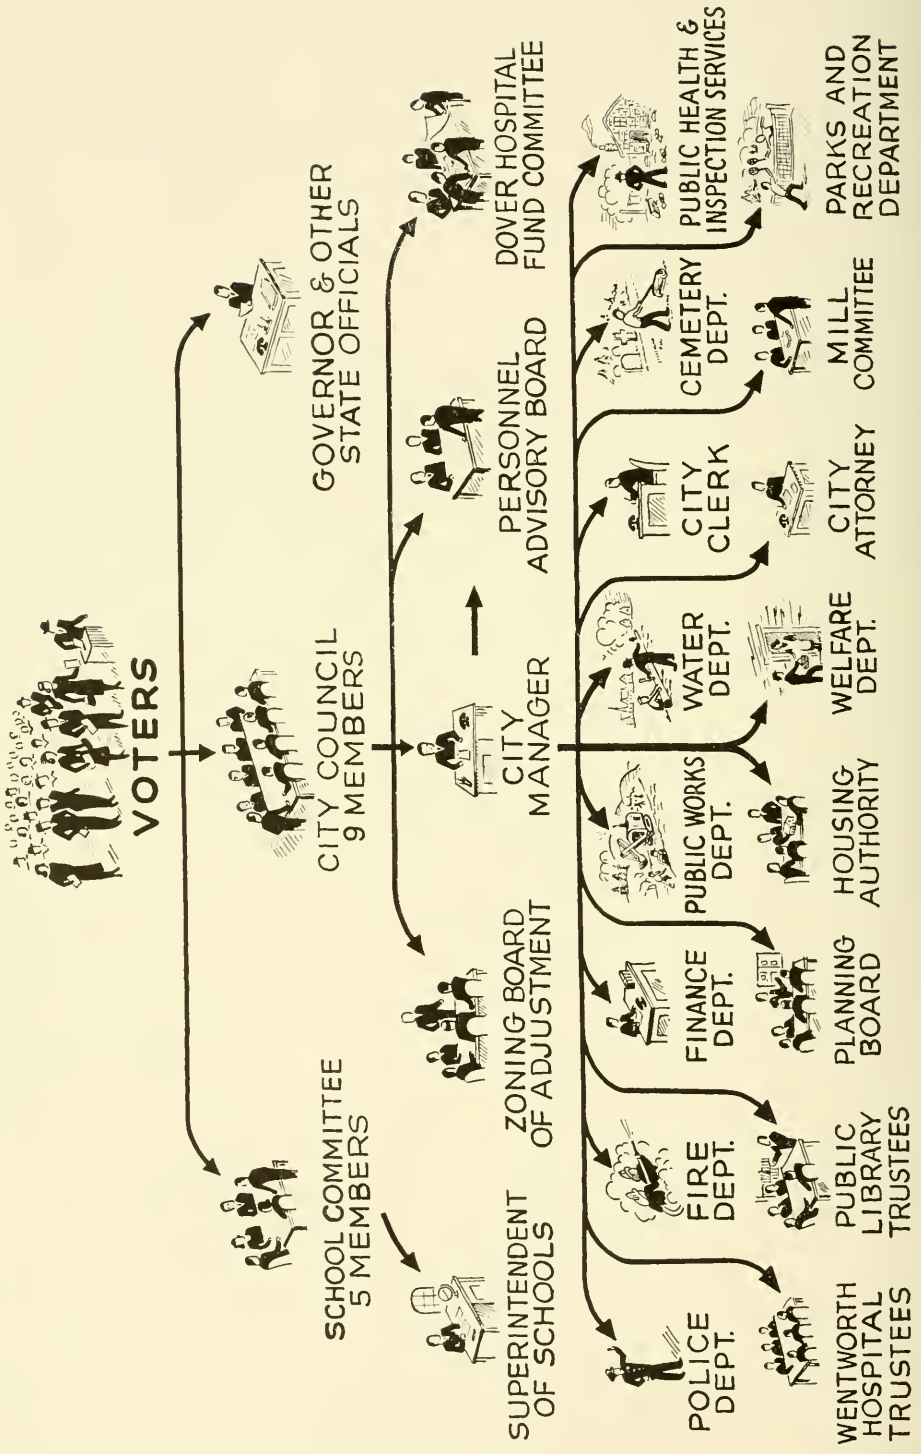 VOTERS
SCHOOL COMMITTEE
5 MEMBERS
CITY COUNCIL
9 MEMBERS
GOVERNOR & OTHER
STATE OFFICIALS
SUPERINTENDENT
OF SCHOOLS
ZONING BOARD
OF ADJUSTMENT
CITY
MANAGER
PERSONNEL
ADVISORY BOARD
DOVER HOSPITAL
FUND COMMITTEE
POLICE
DEPT.
FIRE
DEPT.
FINANCE
DEPT.
PUBLIC WORKS
DEPT.
WATER
DEPT.
CITY
CLERK
CEMETERY
DEPT.
PUBLIC HEALTH &
INSPECTION SERVICES
WENTWORTH
HOSPITAL
TRUSTEES
PUBLIC
LIBRARY
TRUSTEES
PLANNING
BOARD
HOUSING
AUTHORITY
WELFARE
DEPT.
CITY
ATTORNEY
MILL
COMMITTEE
PARKS AND
RECREATION
DEPARTMENT